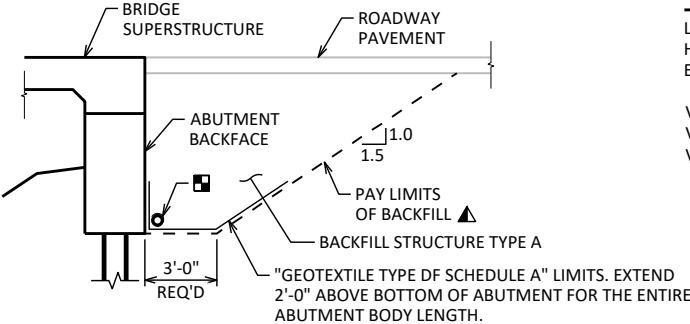 BRIDGE
SUPERSTRUCTURE
ROADWAY
PAVEMENT
L
H
ABUTMENT
BACKFACE
1.0
1.5
PAY LIMITS
OF BACKFILL
BACKFILL STRUCTURE TYPE A
3'-0"
REQ'D
"GEOTEXTILE TYPE DF SCHEDULE A" LIMITS. EXTEND
2'-0" ABOVE BOTTOM OF ABUTMENT FOR THE ENTIRE
ABUTMENT BODY LENGTH.